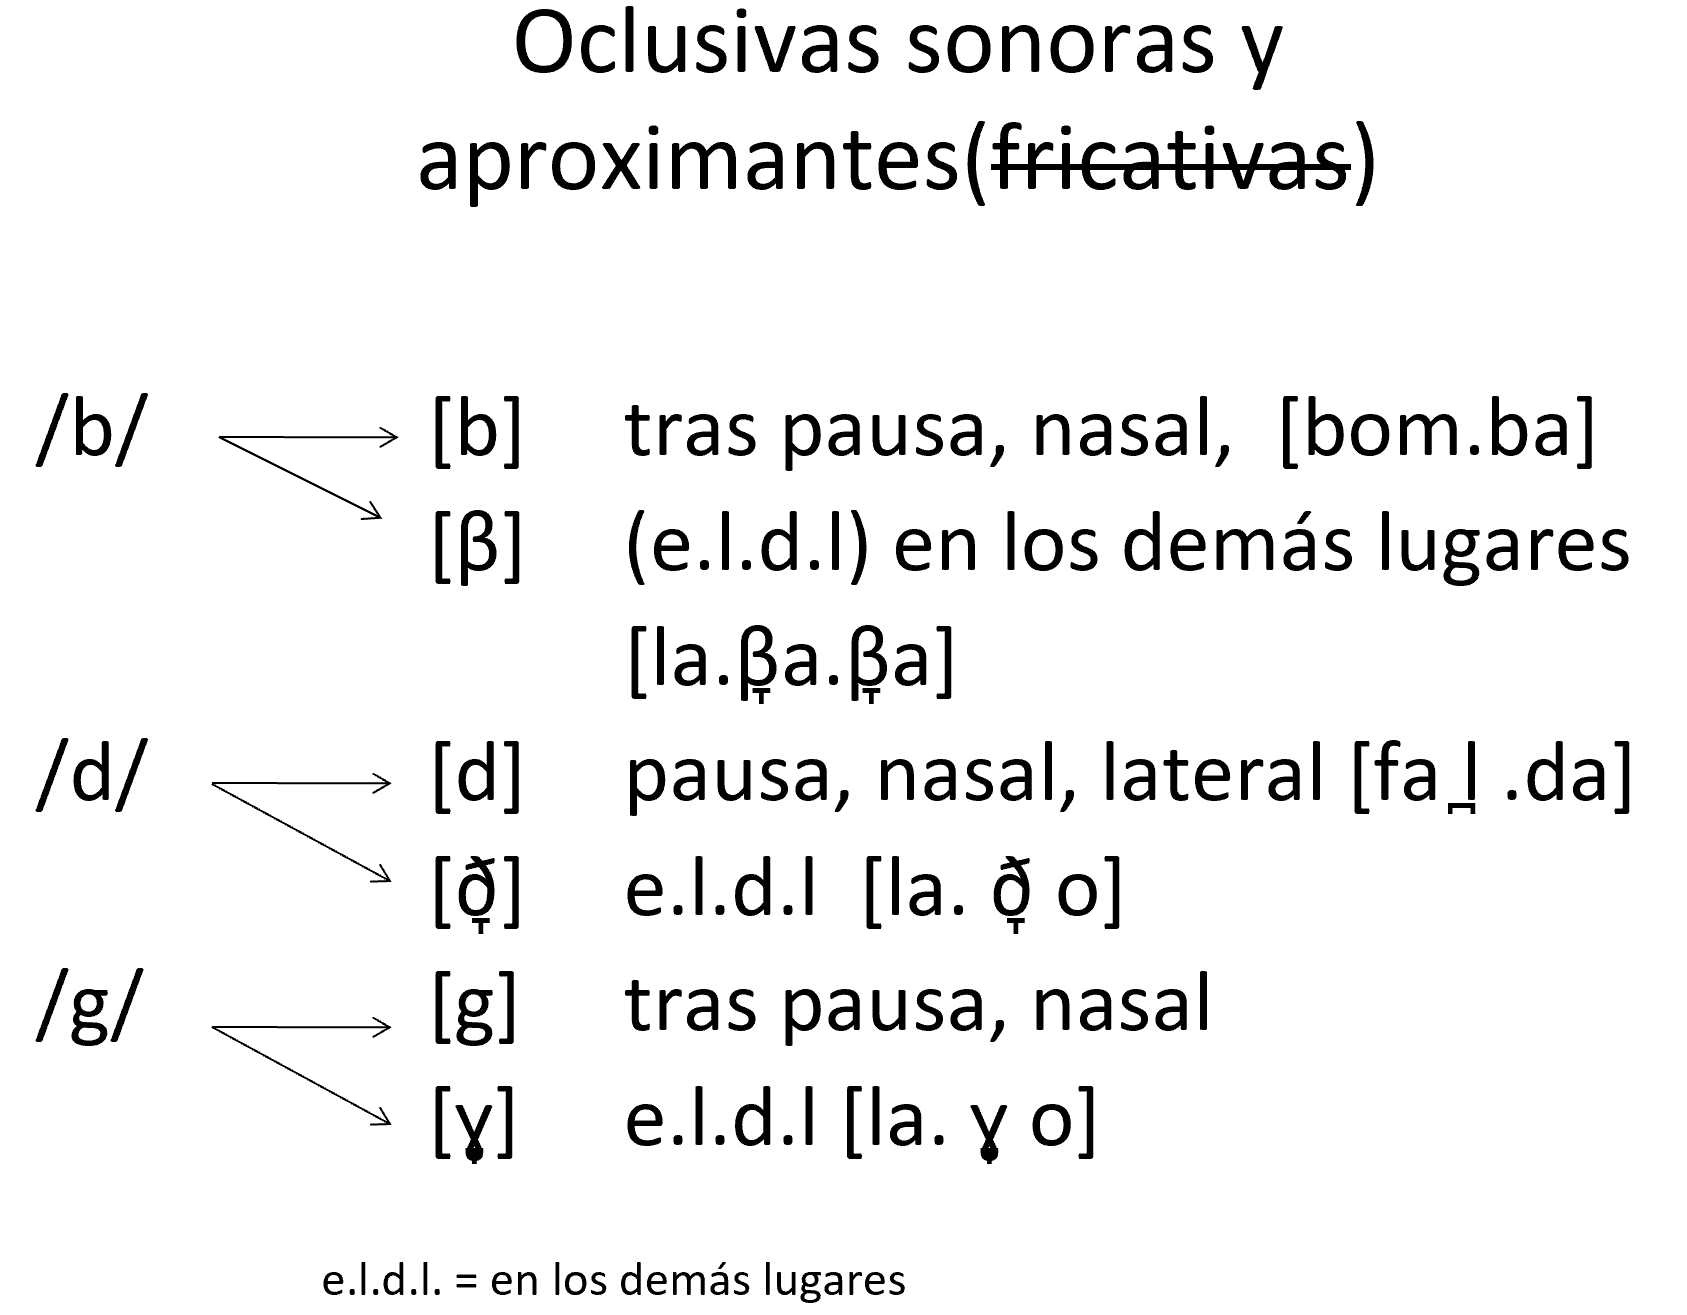 Oclusivas sonoras y
aproximantes(fricativas)
/b/ [b] tras pausa, nasal, [bom.ba]
[β] (e.l.d.l) en los demás lugares
[la.β̞a.β̞a]
/d/ [d] pausa, nasal, lateral [fa l̪ .da]
[ð̞] e.l.d.l [la. ð̞ o]
/g/ [g] tras pausa, nasal
[ɣ̞] e.l.d.l [la. ɣ̞ o]
e.l.d.l. = en los demás lugares